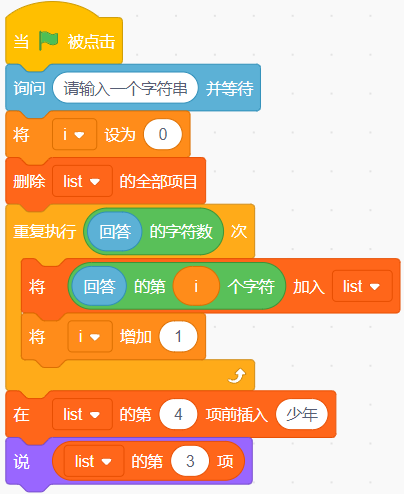 当 被点击
询问 请输入一个字符串 并等待
将 i 设为 0
删除 list 的全部项目
重复执行 回答 的字符数 次
将 回答 的第 i 个字符 加入 list
将 i 增加 1
在 list 的第 4 项前插入 少年
说 list 的第 3 项